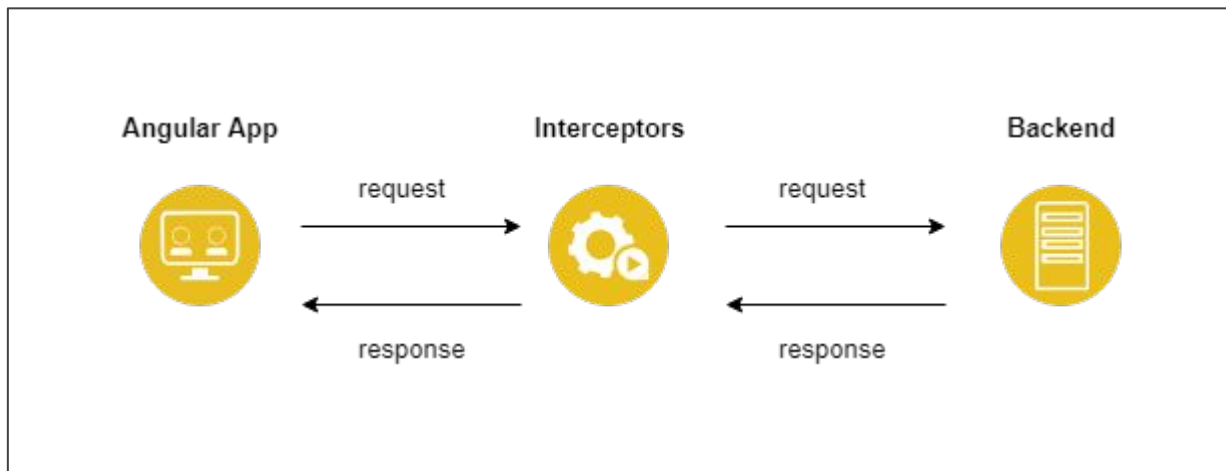 Angular App
Interceptors
Backend
request
request
response
response